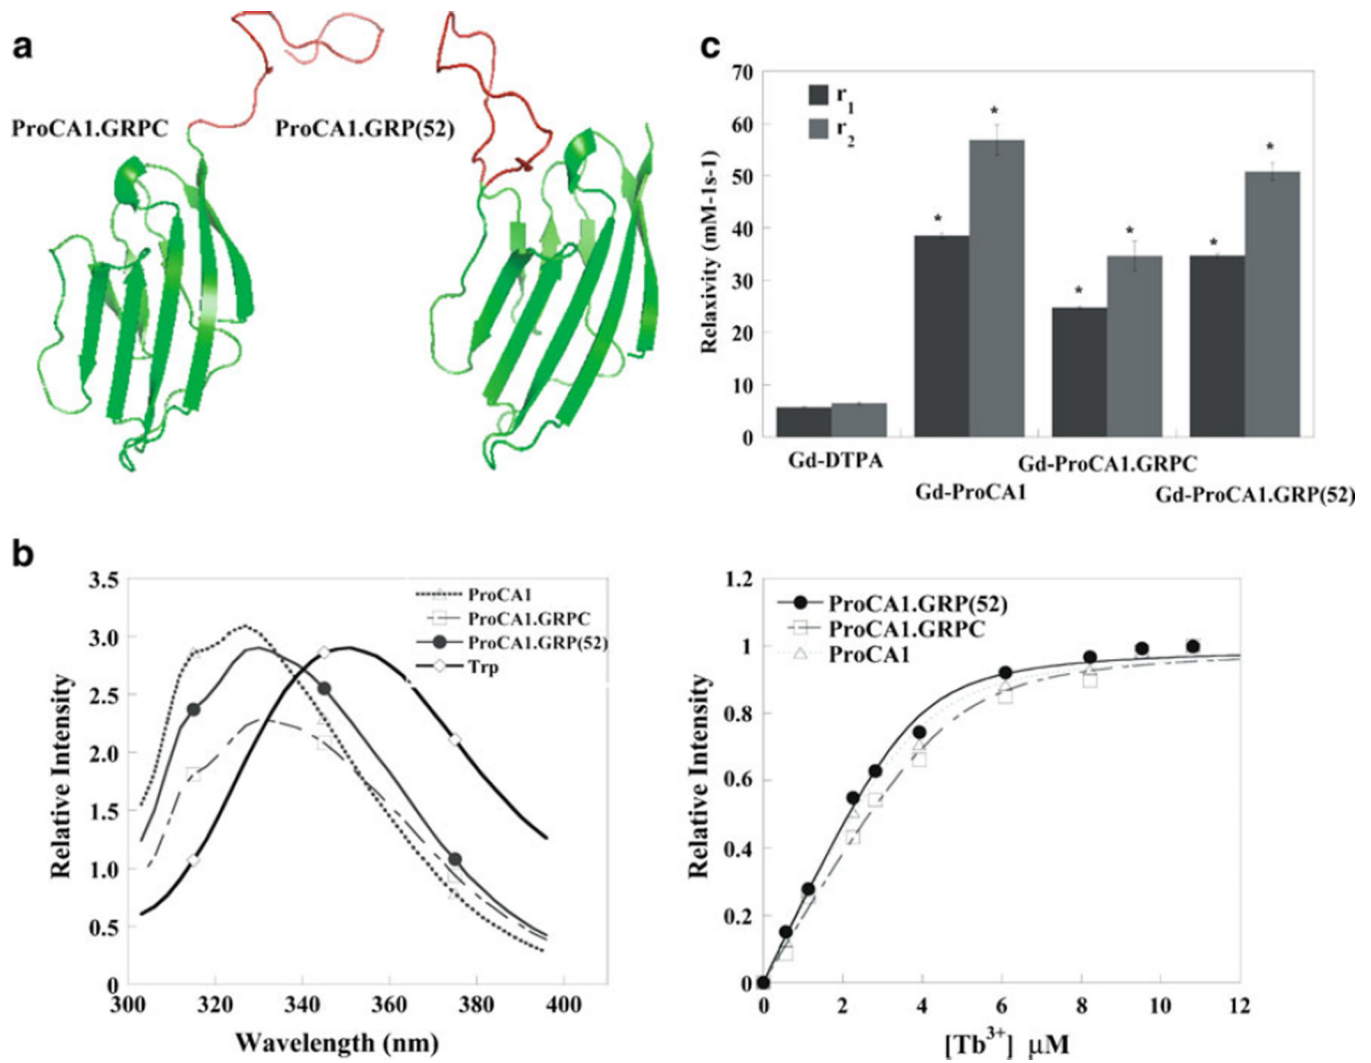 a
ProCA1.GRPC
ProCA1.GRP(52)
c
70
60
50
40
30
20
10
0
Relaxivity (mM-1s-1)
r1
r2
*
*
*
*
*
*
Gd-DTPA
Gd-ProCA1
Gd-ProCA1.GRPC
Gd-ProCA1.GRP(52)
b
3.5
3.0
2.5
2.0
1.5
1.0
0.5
0
Relative Intensity
ProCA1
ProCA1.GRPC
ProCA1.GRP(52)
Trp
300 320 340 360 380 400
Wavelength (nm)
1.2
1
0.8
0.6
0.4
0.2
0
Relative Intensity
ProCA1.GRP(52)
ProCA1.GRPC
ProCA1
0 2 4 6 8 10 12
[Tb3+] μM